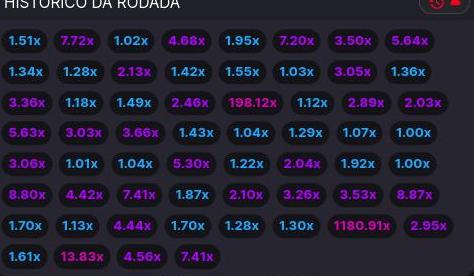 HISTÓRICO DA RODADA
1.51x 7.72x 1.02x 4.68x 1.95x 7.20x 3.50x 5.64x
1.34x 1.28x 2.13x 1.42x 1.55x 1.03x 3.05x 1.36x
3.36x 1.18x 1.49x 2.46x 198.12x 1.12x 2.89x 2.03x
5.63x 3.03x 3.66x 1.43x 1.04x 1.29x 1.07x 1.00x
3.06x 1.01x 1.04x 5.30x 1.22x 2.04x 1.92x 1.00x
8.80x 4.42x 7.41x 1.87x 2.10x 3.26x 3.53x 8.87x
1.70x 1.13x 4.44x 1.70x 1.28x 1.30x 1180.91x 2.95x
1.61x 13.83x 4.56x 7.41x